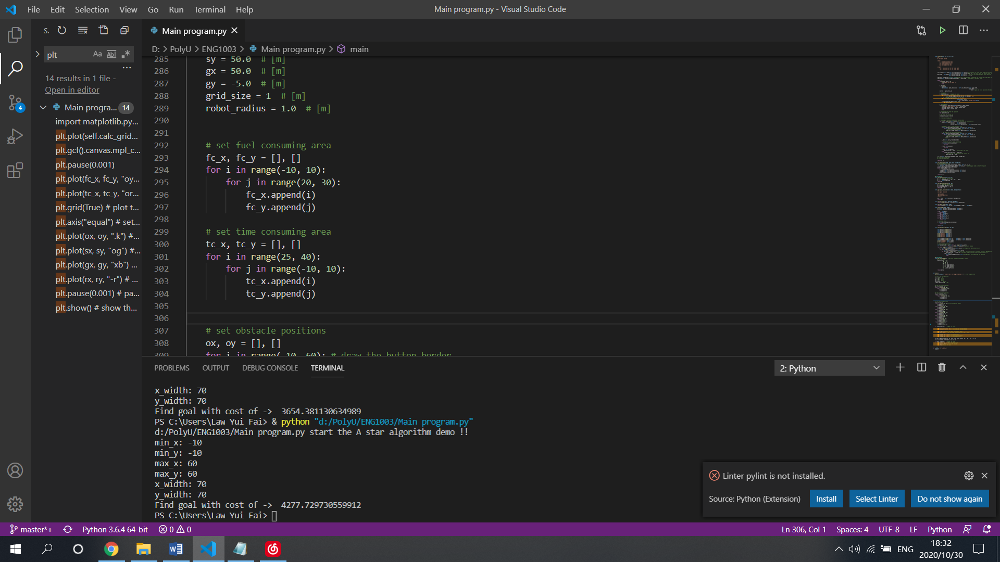 File Edit Selection View Go Run Terminal Help
Main program.py - Visual Studio Code
S.
plt
Aa Abl .*
14 results in 1 file -
Open in editor
Main progra... 14
import matplotlib.py...
plt.plot(self.calc_grid...
plt.gcf().canvas.mpl_c...
plt.pause(0.001)
plt.plot(fc_x, fc_y, "oy...
plt.plot(tc_x, tc_y, "or...
plt.grid(True) # plot t...
plt.axis("equal") # set...
plt.plot(ox, oy, ".k") #...
plt.plot(sx, sy, "og") #...
plt.plot(gx, gy, "xb") ...
plt.plot(rx, ry, "-r") # ...
plt.pause(0.001) # pa...
plt.show() # show th...
4
Main program.py
D: > PolyU > ENG1003 > Main program.py > main
285 sy = 50.0 # [m]
286 gx = 50.0 # [m]
287 gy = -5.0 # [m]
288 grid_size = 1 # [m]
289 robot_radius = 1.0 # [m]
290
291
292 # set fuel consuming area
293 fc_x, fc_y = [], []
294 for i in range(-10, 10):
295 for j in range(20, 30):
296 fc_x.append(i)
297 fc_y.append(j)
298
299 # set time consuming area
300 tc_x, tc_y = [], []
301 for i in range(25, 40):
302 for j in range(-10, 10):
303 tc_x.append(i)
304 tc_y.append(j)
305
306
307 # set obstacle positions
308 ox, oy = [], []
309 for i in range(-10, 60): # draw the button border
PROBLEMS OUTPUT DEBUG CONSOLE TERMINAL
2: Python
x_width: 70
y_width: 70
Find goal with cost of -> 3654.381130634989
PS C:\Users\Law Yui Fai> & python "d:/PolyU/ENG1003/Main program.py"
d:/PolyU/ENG1003/Main program.py start the A star algorithm demo !!
min_x: -10
min_y: -10
max_x: 60
max_y: 60
x_width: 70
y_width: 70
Find goal with cost of -> 4277.729730559912
PS C:\Users\Law Yui Fai>
Linter pylint is not installed.
Source: Python (Extension) Install Select Linter Do not show again
master*+ Python 3.6.4 64-bit 0 0
Ln 306, Col 1 Spaces: 4 UTF-8 LF Python
ENG
18:32
2020/10/30